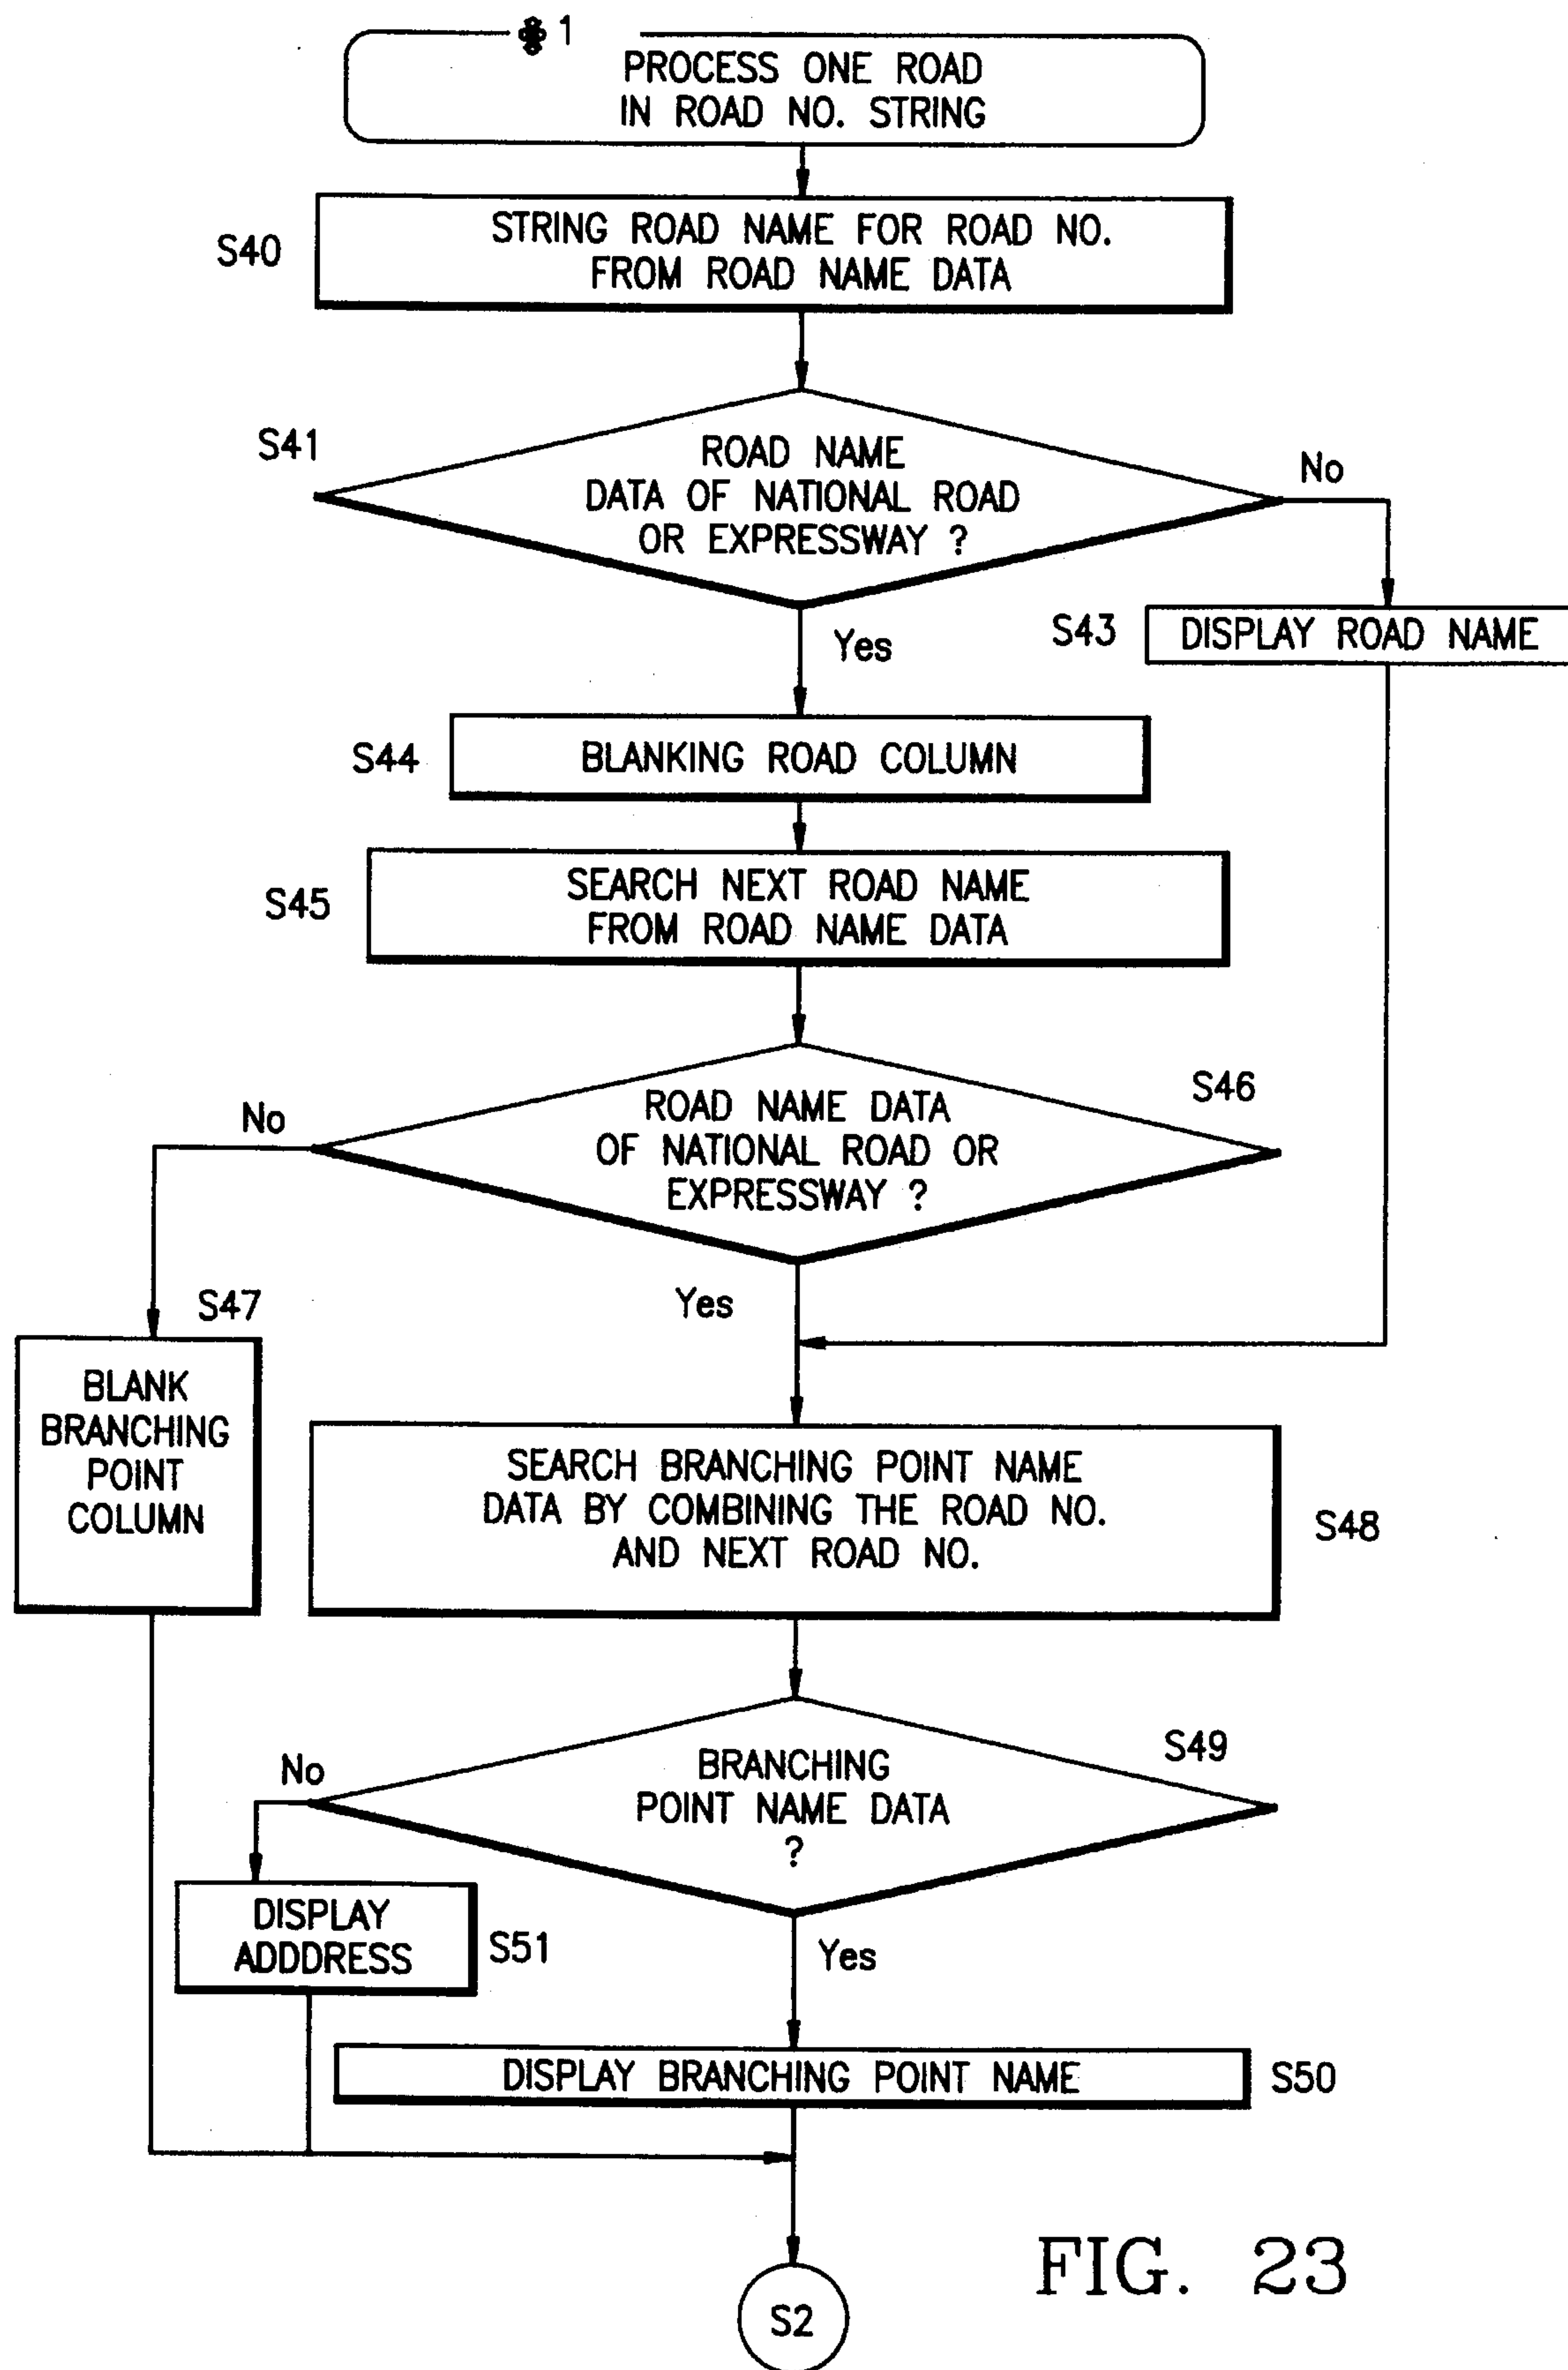 1
PROCESS ONE ROAD
IN ROAD NO. STRING
S40
STRING ROAD NAME FOR ROAD NO.
FROM ROAD NAME DATA
S41
ROAD NAME
DATA OF NATIONAL ROAD
OR EXPRESSWAY ?
No
Yes
S43
DISPLAY ROAD NAME
S44
BLANKING ROAD COLUMN
S45
SEARCH NEXT ROAD NAME
FROM ROAD NAME DATA
S46
ROAD NAME DATA
OF NATIONAL ROAD OR
EXPRESSWAY ?
No
Yes
S47
BLANK
BRANCHING
POINT
COLUMN
SEARCH BRANCHING POINT NAME
DATA BY COMBINING THE ROAD NO.
AND NEXT ROAD NO.
S48
S49
BRANCHING
POINT NAME DATA
?
No
Yes
DISPLAY
ADDDRESS
S51
DISPLAY BRANCHING POINT NAME
S50
S2
FIG. 23